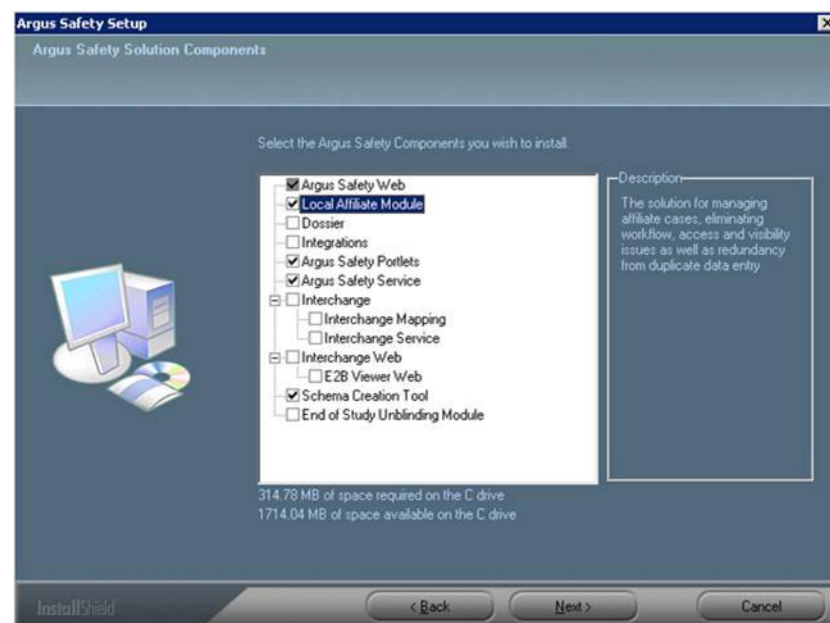 Argus Safety Setup
Argus Safety Solution Components
Select the Argus Safety Components you wish to install.
Argus Safety Web
Local Affiliate Module
Dossier
Integrations
Argus Safety Portlets
Argus Safety Service
Interchange
Interchange Mapping
Interchange Service
Interchange Web
E2B Viewer Web
Schema Creation Tool
End of Study Unblinding Module
Description
The solution for managing
affiliate cases, eliminating
workflow, access and visibility
issues as well as redundancy
from duplicate data entry
314.78 MB of space required on the C drive
1714.04 MB of space available on the C drive
InstallShield
< Back
Next >
Cancel